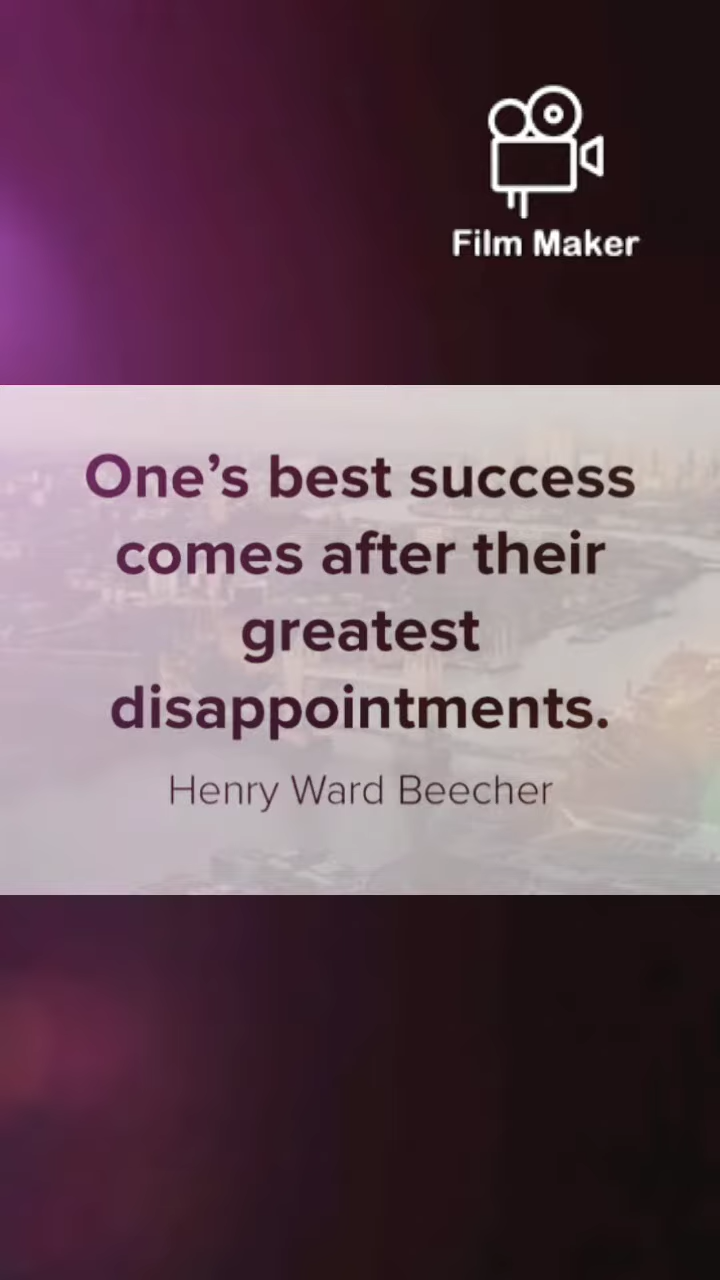 Film Maker
One’s best success
comes after their
greatest
disappointments.
Henry Ward Beecher